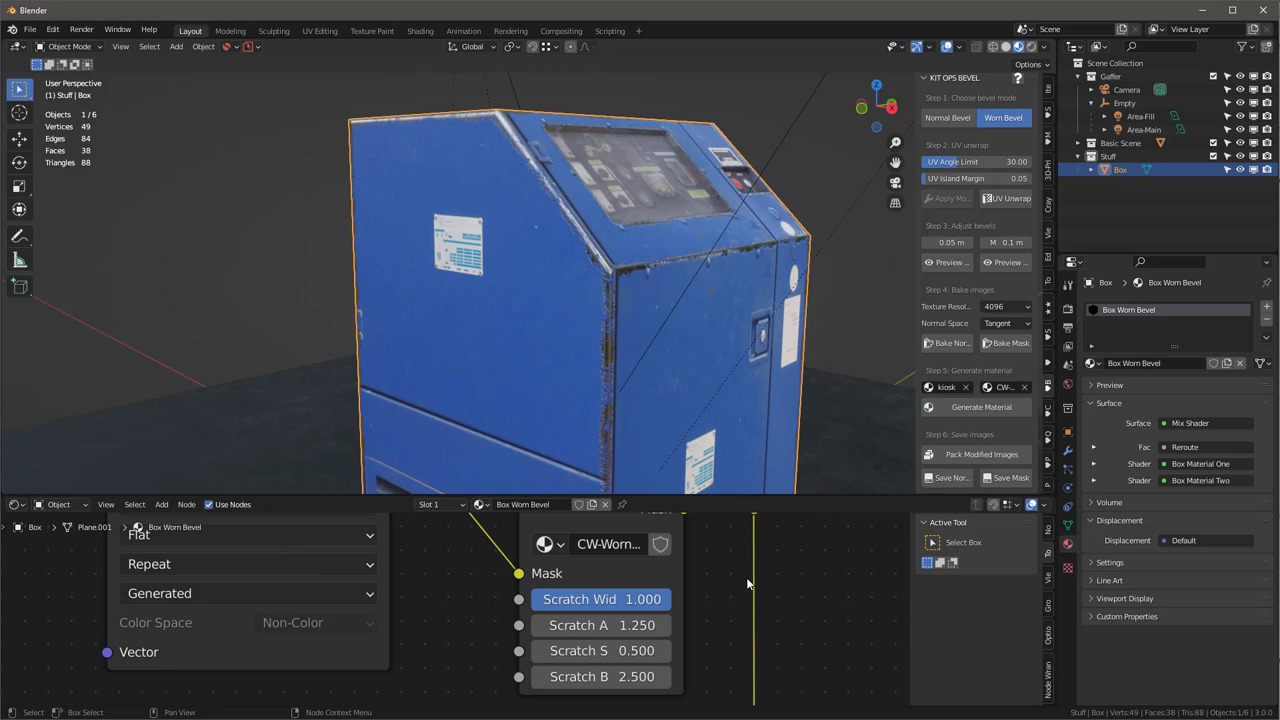 Blender
File Edit Render Window Help Layout Modeling Sculpting UV Editing Texture Paint Shading Animation Rendering Compositing Scripting + Scene View Layer
Object Mode View Select Add Object Global
Options
User Perspective
(1) Stuff | Box
Objects 1/6
Vertices 49
Edges 84
Faces 38
Triangles 88
KIT OPS BEVEL
Step 1: Choose bevel mode
Normal Bevel Worn Bevel
Step 2: UV unwrap
UV Angle Limit 30.00
UV Island Margin 0.05
Apply Mo... UV Unwrap
Step 3: Adjust bevels
0.05 m M 0.1 m
Preview ... Preview ...
Step 4: Bake images
Texture Resol... 4096
Normal Space Tangent
Bake Nor... Bake Mask
Step 5: Generate material
kiosk CW-...
Generate Material
Step 6: Save images
Pack Modified Images
Save Nor... Save Mask
Scene Collection
Gaffer
Camera
Empty
Area-Fill
Area-Main
Basic Scene
Stuff
Box
Box Box Worn Bevel
Box Worn Bevel
Box Worn Bevel
Preview
Surface
Surface Mix Shader
Fac Reroute
Shader Box Material One
Shader Box Material Two
Volume
Displacement
Displacement Default
Settings
Line Art
Viewport Display
Custom Properties
Object View Select Add Node Use Nodes Slot 1 Box Worn Bevel
Box Plane.001 Box Worn Bevel
Flat
Repeat
Generated
Color Space Non-Color
Vector
CW-Worn...
Mask
Scratch Wid 1.000
Scratch A 1.250
Scratch S 0.500
Scratch B 2.500
Active Tool
Select Box
Node Wran
Select Box Select Pan View Node Context Menu Stuff | Box | Verts:49 | Faces:38 | Tris:88 | Objects:1/6 | 3.0.0